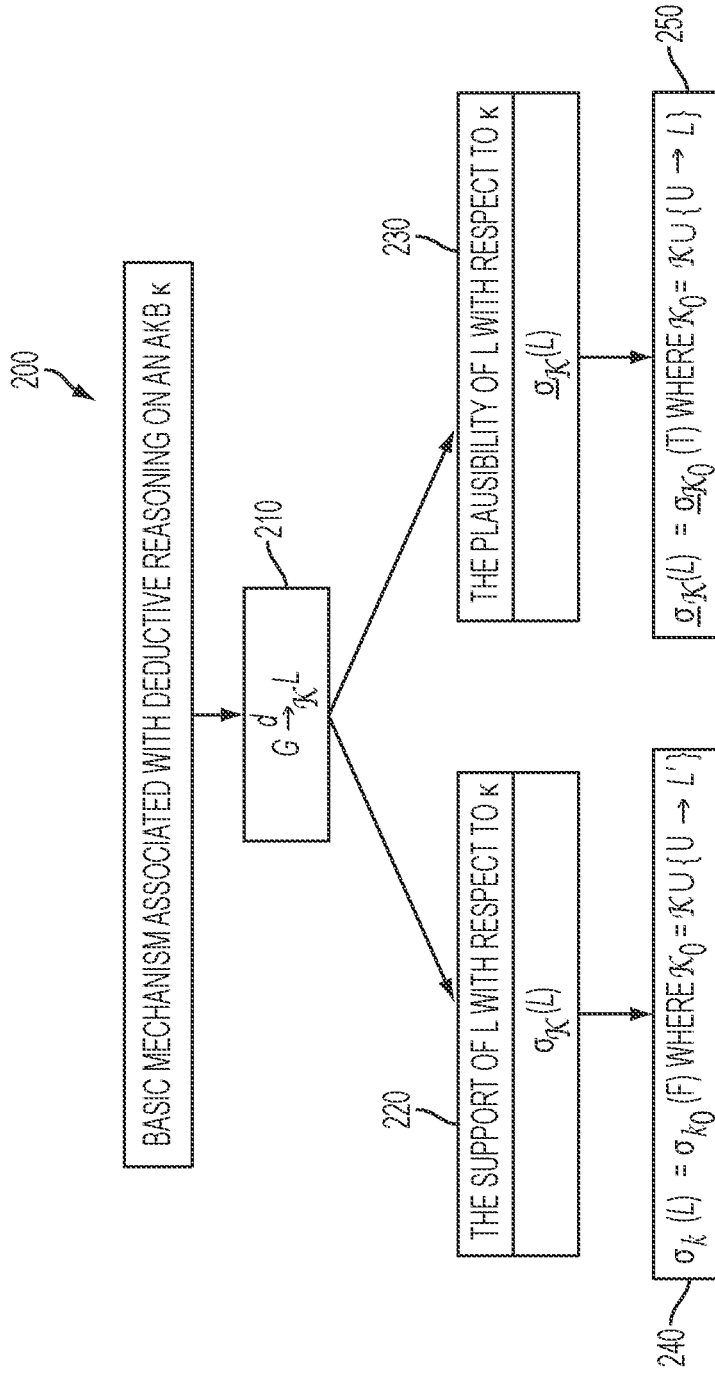 200
BASIC MECHANISM ASSOCIATED WITH DEDUCTIVE REASONING ON AN AKB κ
210
G →ᵈ 𝒦 L
220
THE SUPPORT OF L WITH RESPECT TO κ
σ𝒦(L)
230
THE PLAUSIBILITY OF L WITH RESPECT TO κ
σ̲𝒦(L)
240
σₖ(L) = σₖ₀(F) WHERE 𝒦₀ = 𝒦 ∪ {U → L'}
250
σ̲𝒦(L) = σ̲𝒦₀(T) WHERE 𝒦₀ = 𝒦 ∪ {U → L}